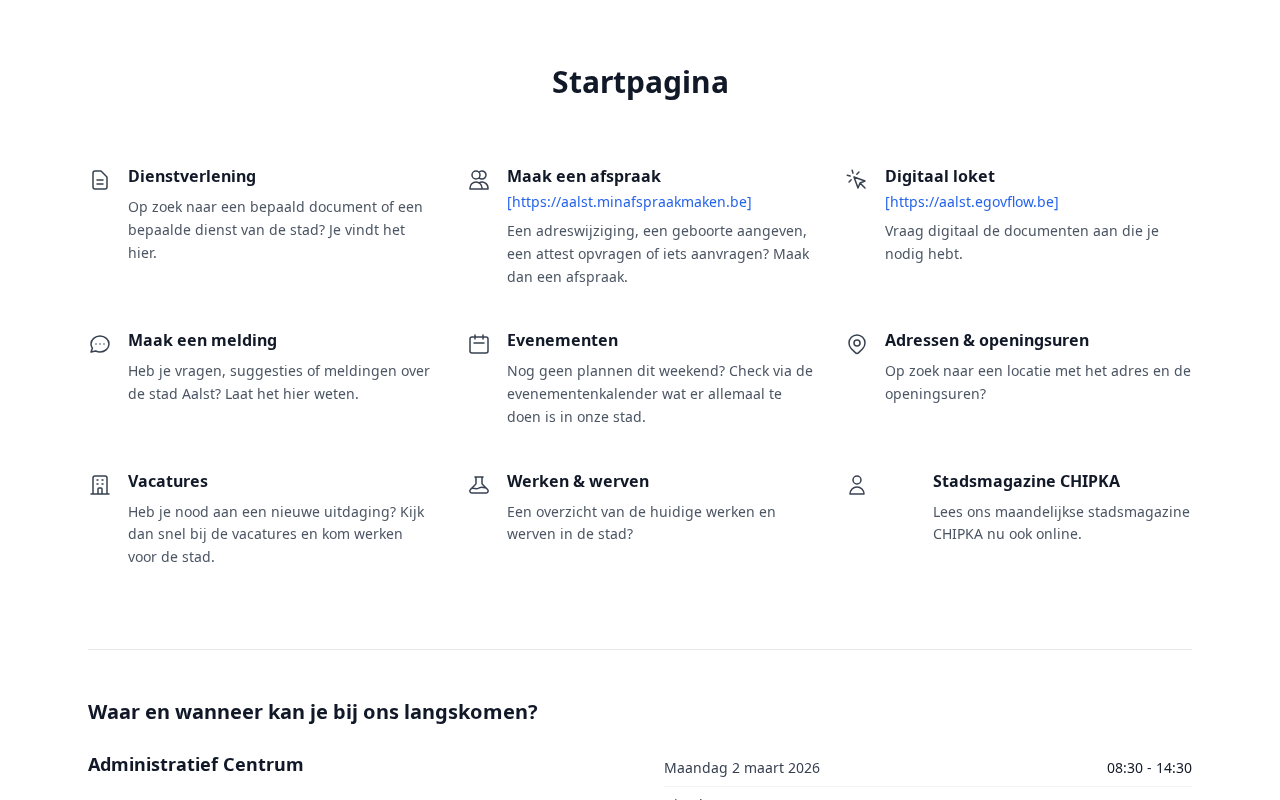 Startpagina
Dienstverlening
Op zoek naar een bepaald document of een
bepaalde dienst van de stad? Je vindt het
hier.
Maak een afspraak
[https://aalst.minafspraakmaken.be]
Een adreswijziging, een geboorte aangeven,
een attest opvragen of iets aanvragen? Maak
dan een afspraak.
Digitaal loket
[https://aalst.egovflow.be]
Vraag digitaal de documenten aan die je
nodig hebt.
Maak een melding
Heb je vragen, suggesties of meldingen over
de stad Aalst? Laat het hier weten.
Evenementen
Nog geen plannen dit weekend? Check via de
evenementenkalender wat er allemaal te
doen is in onze stad.
Adressen & openingsuren
Op zoek naar een locatie met het adres en de
openingsuren?
Vacatures
Heb je nood aan een nieuwe uitdaging? Kijk
dan snel bij de vacatures en kom werken
voor de stad.
Werken & werven
Een overzicht van de huidige werken en
werven in de stad?
Stadsmagazine CHIPKA
Lees ons maandelijkse stadsmagazine
CHIPKA nu ook online.
Waar en wanneer kan je bij ons langskomen?
Administratief Centrum
Maandag 2 maart 2026 08:30 - 14:30